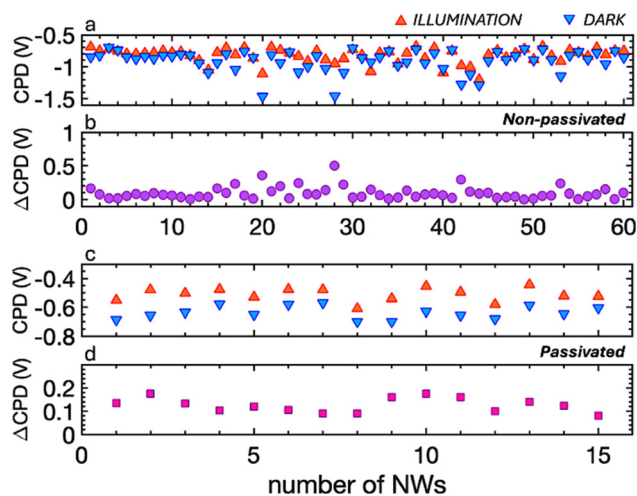 a ILLUMINATION DARK
CPD (V)
-0.5
-1
-1.5
b Non-passivated
ΔCPD (V)
1
0.5
0
0 10 20 30 40 50 60
c
CPD (V)
-0.4
-0.6
-0.8
d Passivated
ΔCPD (V)
0.2
0.1
0
0 5 10 15
number of NWs